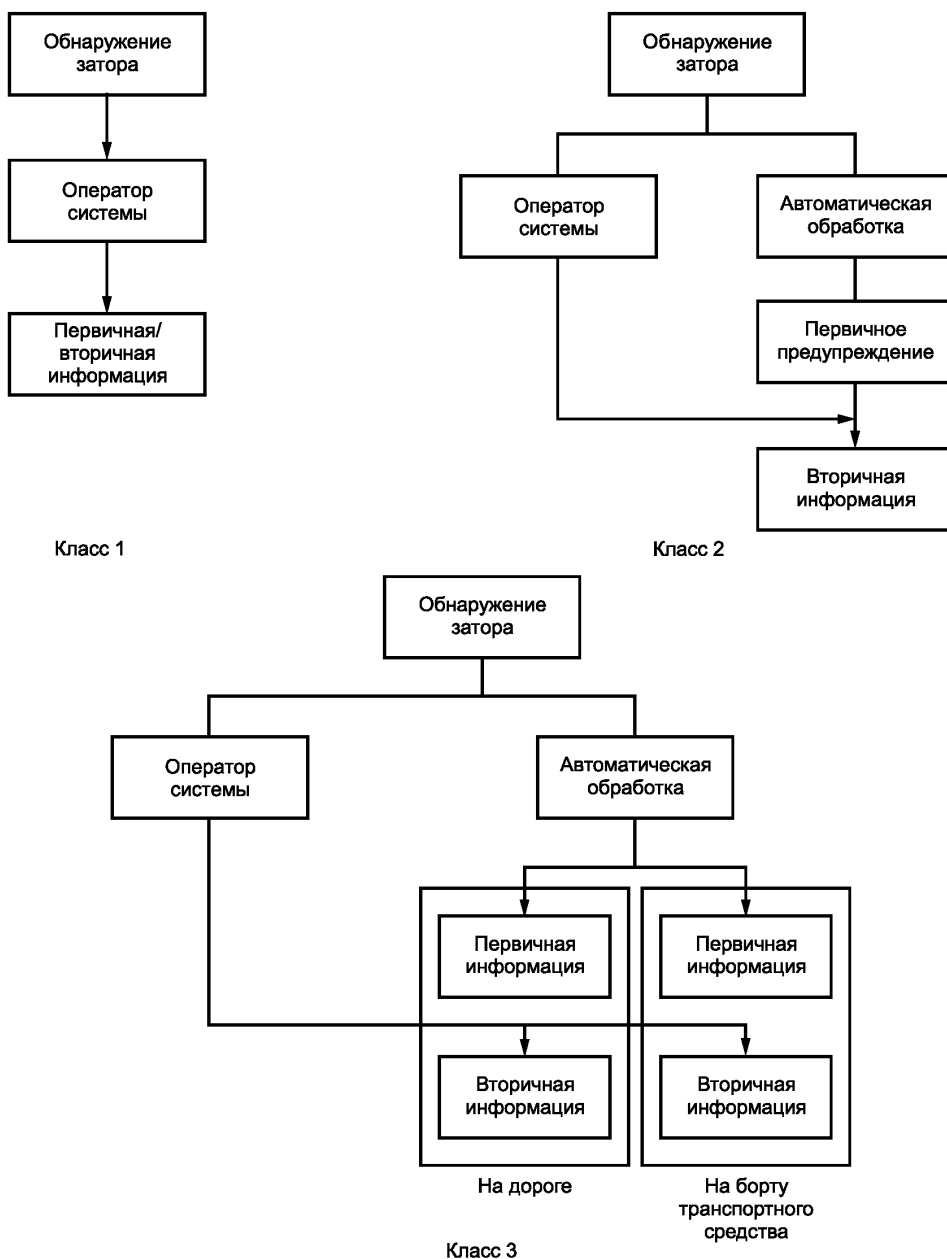 Обнаружение
затора
Оператор
системы
Первичная/
вторичная
информация
Класс 1
Обнаружение
затора
Оператор
системы
Автоматическая
обработка
Первичное
предупреждение
Вторичная
информация
Класс 2
Обнаружение
затора
Оператор
системы
Автоматическая
обработка
Первичная
информация
Первичная
информация
Вторичная
информация
Вторичная
информация
На дороге
На борту
транспортного
средства
Класс 3